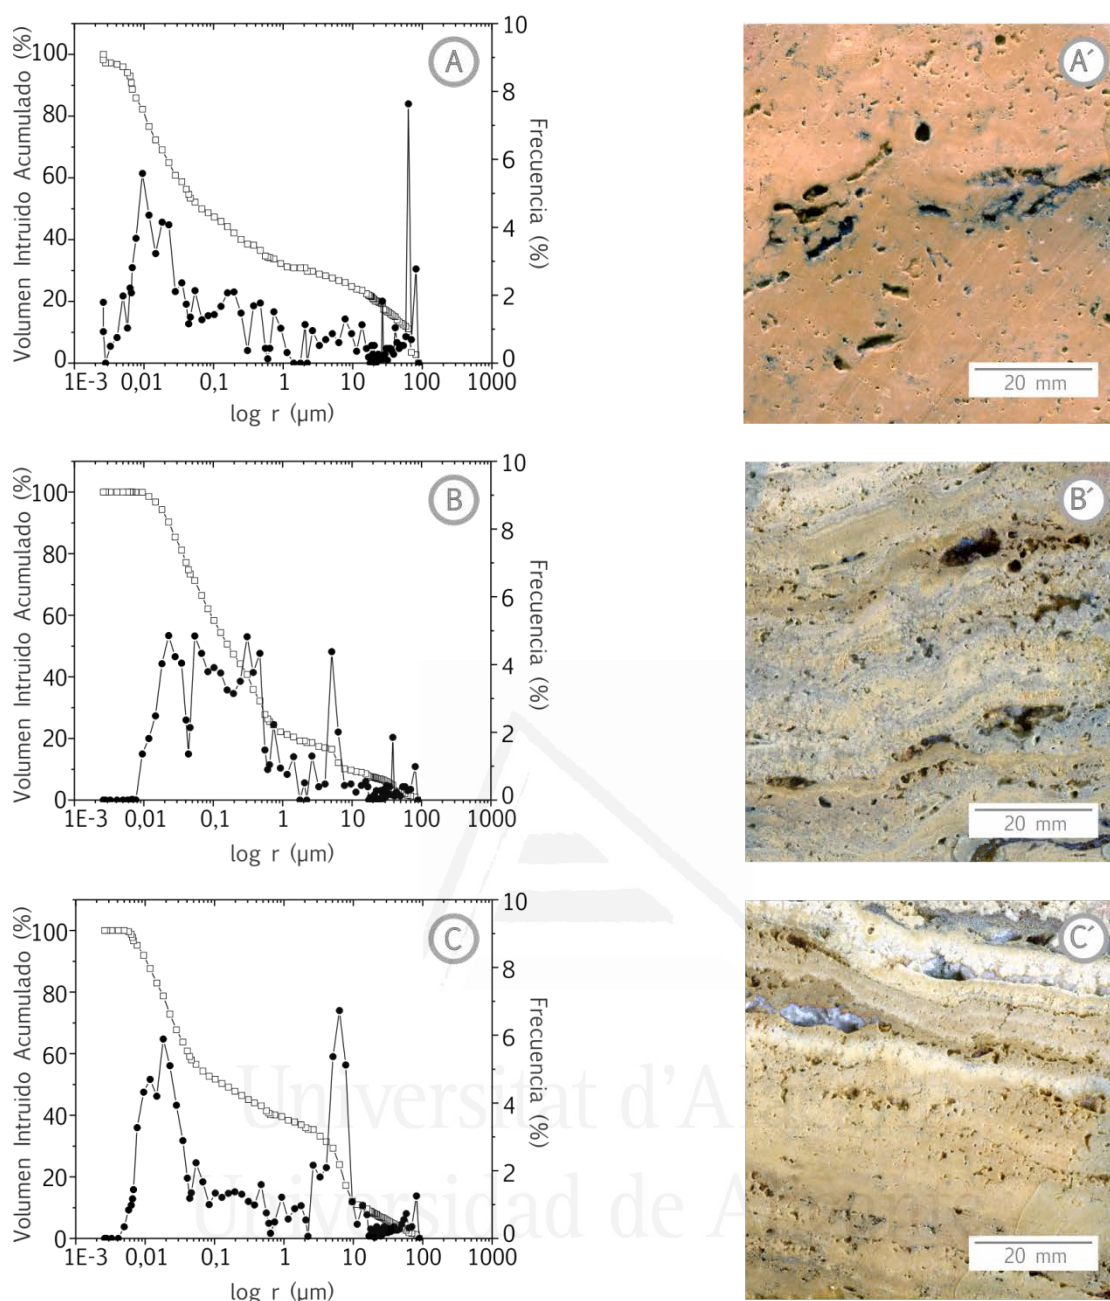 Volumen Intruido Acumulado (%)
100
80
60
40
20
0
10
8
6
4
2
0
Frecuencia (%)
A
1E-3 0,01 0,1 1 10 100 1000
log r (µm)
A´
20 mm
Volumen Intruido Acumulado (%)
100
80
60
40
20
0
10
8
6
4
2
0
Frecuencia (%)
B
1E-3 0,01 0,1 1 10 100 1000
log r (µm)
B´
20 mm
Volumen Intruido Acumulado (%)
100
80
60
40
20
0
10
8
6
4
2
0
Frecuencia (%)
C
1E-3 0,01 0,1 1 10 100 1000
log r (µm)
C´
20 mm
Universitat d'A
Universidad de A